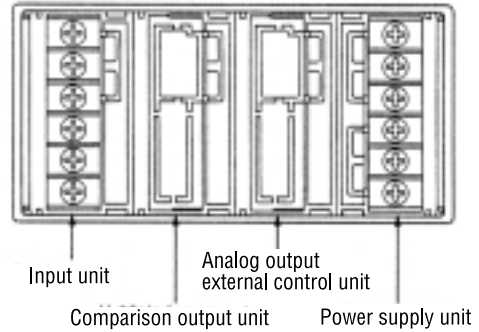 Input unit
Analog output
external control unit
Comparison output unit
Power supply unit